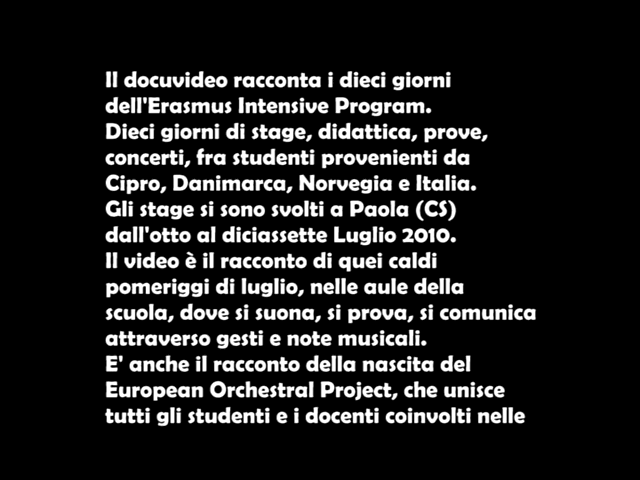 Il docuvideo racconta i dieci giorni
dell'Erasmus Intensive Program.
Dieci giorni di stage, didattica, prove,
concerti, fra studenti provenienti da
Cipro, Danimarca, Norvegia e Italia.
Gli stage si sono svolti a Paola (CS)
dall'otto al diciassette Luglio 2010.
Il video è il racconto di quei caldi
pomeriggi di luglio, nelle aule della
scuola, dove si suona, si prova, si comunica
attraverso gesti e note musicali.
E' anche il racconto della nascita del
European Orchestral Project, che unisce
tutti gli studenti e i docenti coinvolti nelle